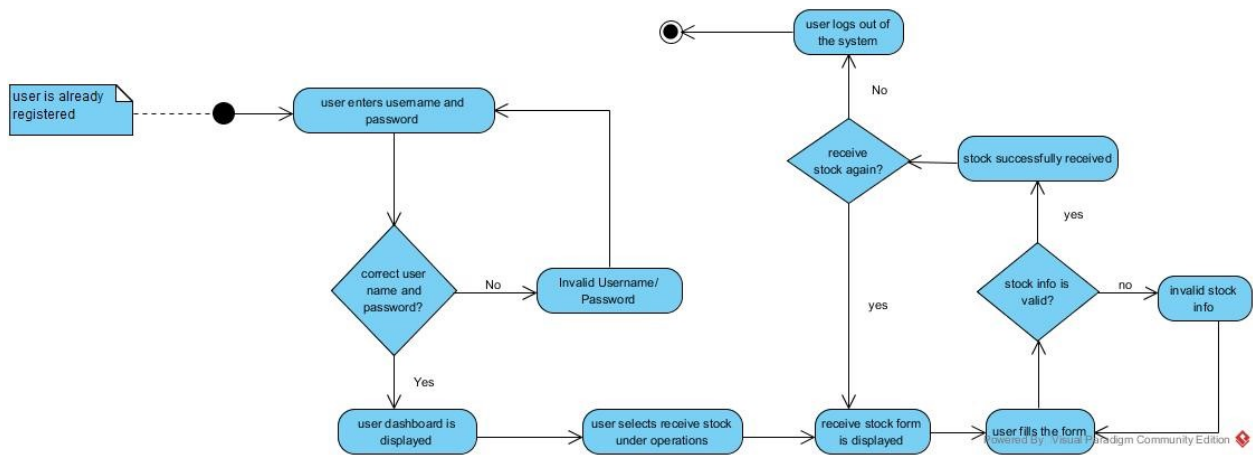 user is already
registered
user enters username and
password
correct user
name and
password?
No
Invalid Username/
Password
Yes
user dashboard is
displayed
user selects receive stock
under operations
receive stock form
is displayed
user fills the form
stock info is
valid?
no
invalid stock
info
yes
stock successfully received
receive
stock again?
yes
No
user logs out of
the system
Powered By Visual Paradigm Community Edition